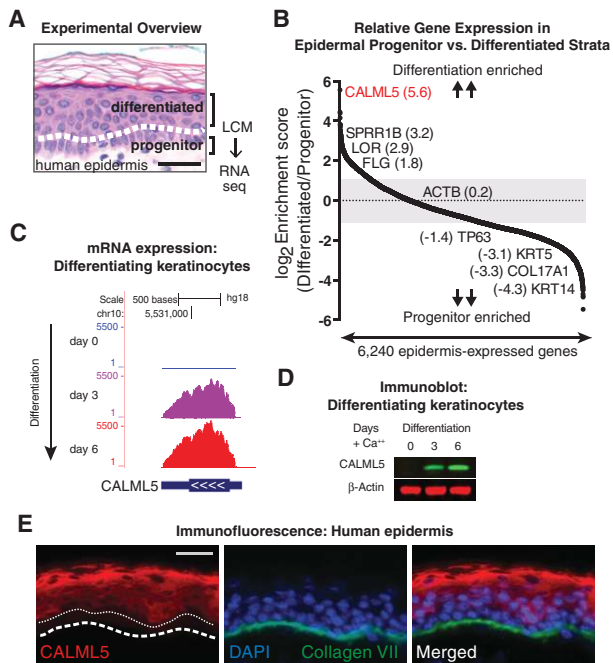 A
Experimental Overview
differentiated
progenitor
human epidermis
LCM
RNA
seq
B
Relative Gene Expression in
Epidermal Progenitor vs. Differentiated Strata
log2 Enrichment score
(DIfferentiated/Progenitor)
6
4
2
0
-2
-4
-6
Differentiation enriched
CALML5 (5.6)
SPRR1B (3.2)
LOR (2.9)
FLG (1.8)
ACTB (0.2)
(-1.4) TP63
(-3.1) KRT5
(-3.3) COL17A1
(-4.3) KRT14
Progenitor enriched
6,240 epidermis-expressed genes
C
mRNA expression:
Differentiating keratinocytes
Scale 500 bases hg18
chr10: 5,531,000
Differentiation
5500
day 0
1
5500
day 3
1
5500
day 6
1
CALML5 <<<<
D
Immunoblot:
Differentiating keratinocytes
Days Differentiation
+ Ca++ 0 3 6
CALML5
β-Actin
E
Immunofluorescence: Human epidermis
CALML5
DAPI Collagen VII
Merged